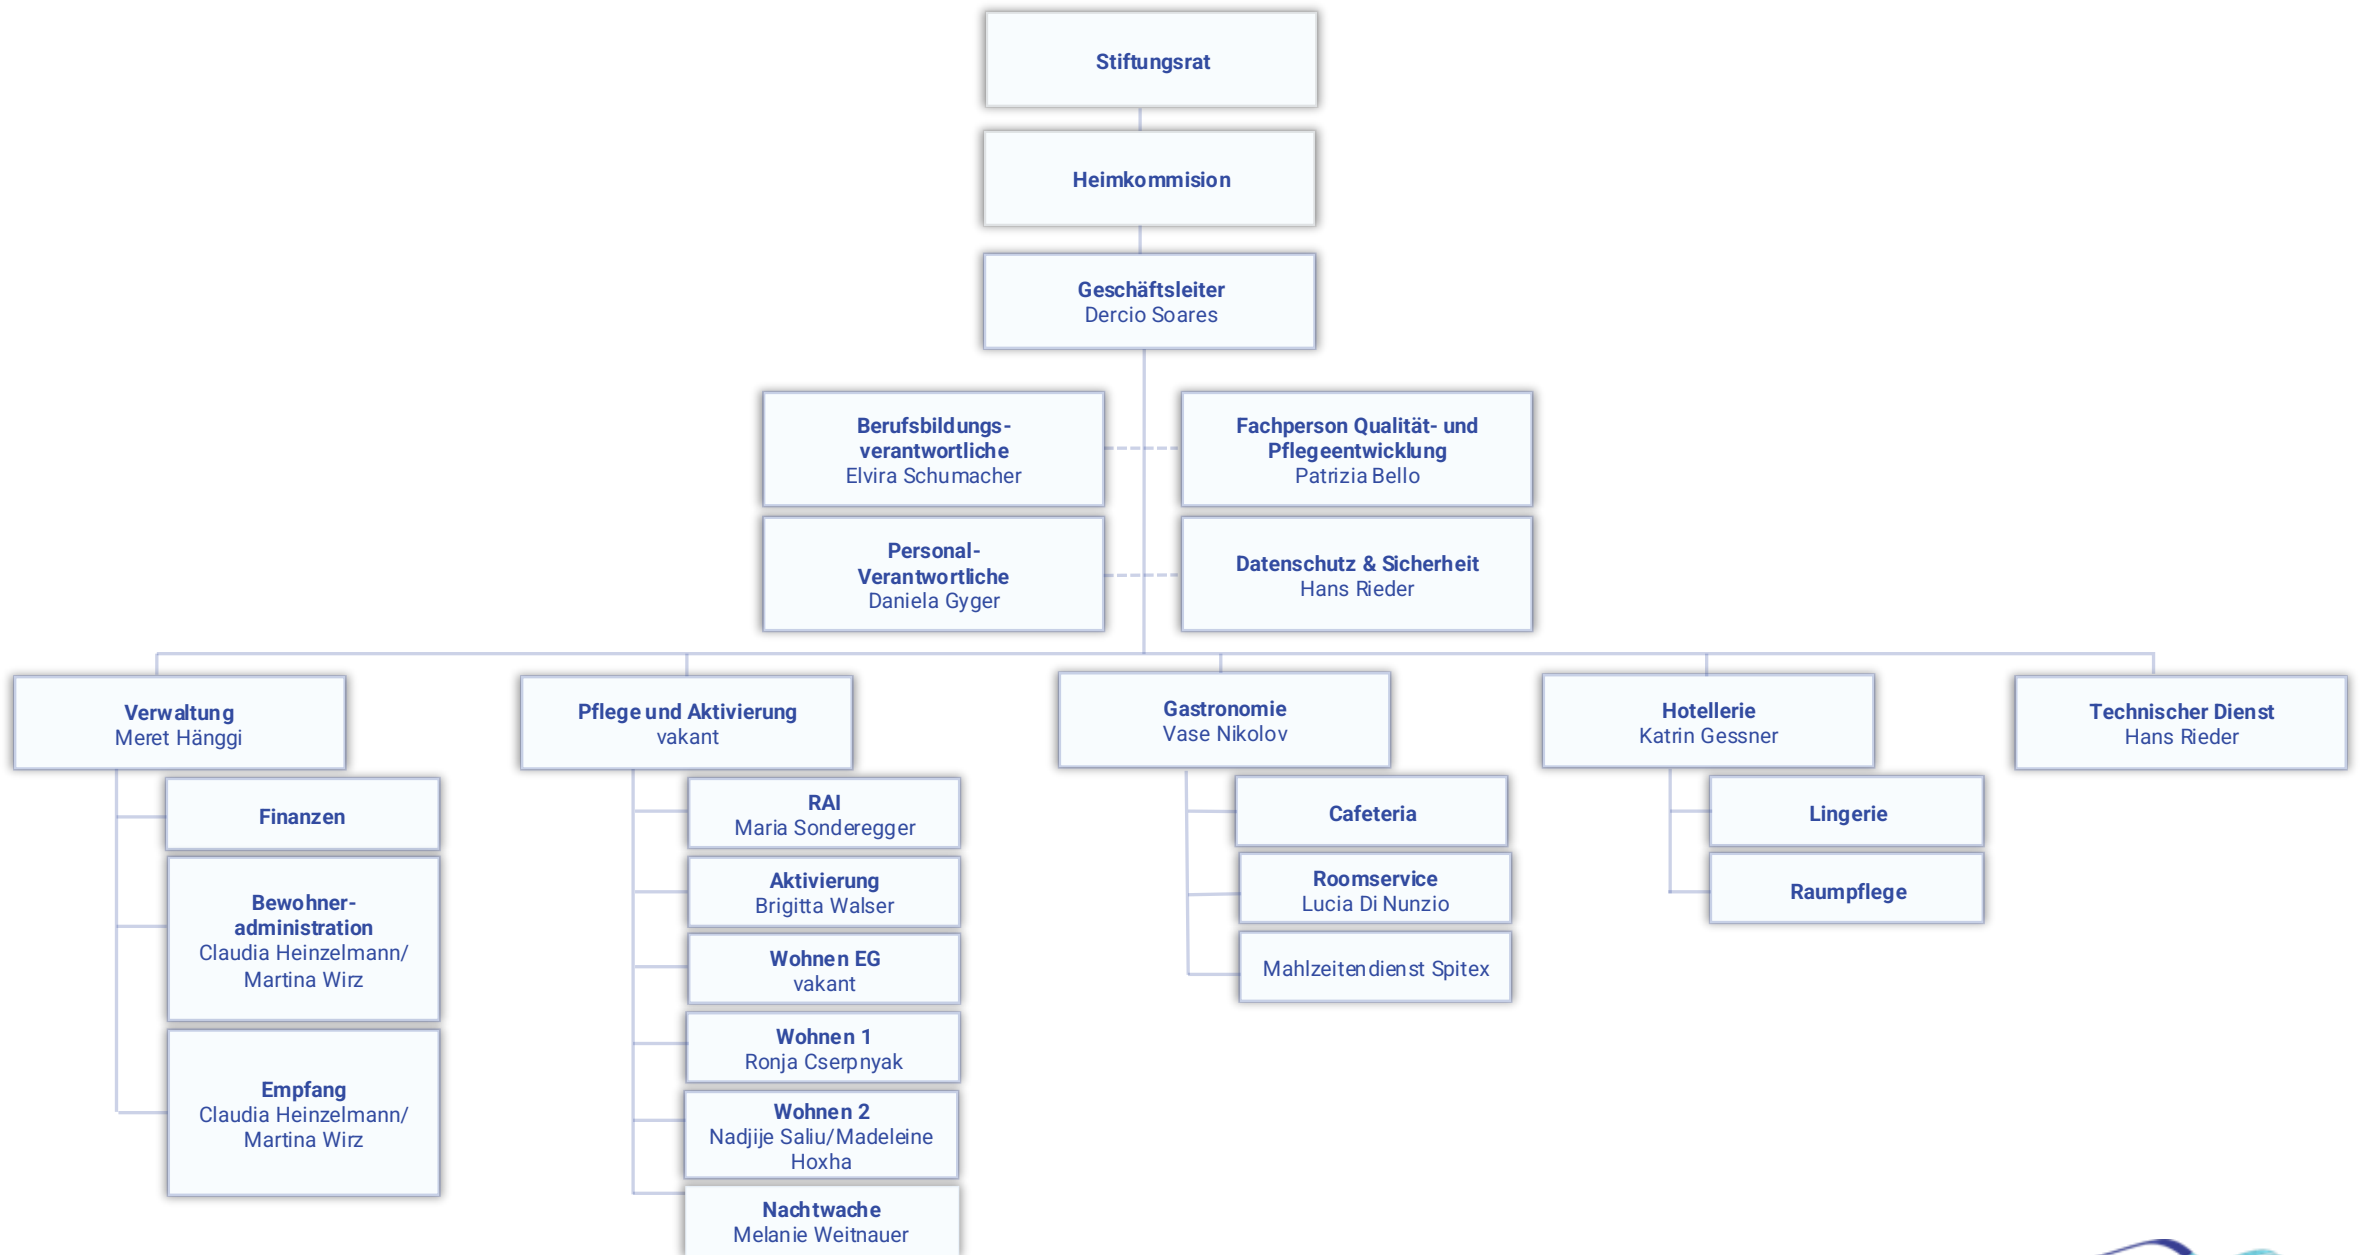 Stiftungsrat
Heimkommision
Geschäftsleiter
Dercio Soares
Berufsbildungs-
verantwortliche
Elvira Schumacher
Fachperson Qualität- und
Pflegeentwicklung
Patrizia Bello
Personal-
Verantwortliche
Daniela Gyger
Datenschutz & Sicherheit
Hans Rieder
Verwaltung
Meret Hänggi
Finanzen
Bewohner-
administration
Claudia Heinzelmann/
Martina Wirz
Empfang
Claudia Heinzelmann/
Martina Wirz
Pflege und Aktivierung
vakant
RAI
Maria Sonderegger
Aktivierung
Brigitta Walser
Wohnen EG
vakant
Wohnen 1
Ronja Cserpnyak
Wohnen 2
Nadjije Saliu/Madeleine
Hoxha
Nachtwache
Melanie Weitnauer
Gastronomie
Vase Nikolov
Cafeteria
Roomservice
Lucia Di Nunzio
Mahlzeitendienst Spitex
Hotellerie
Katrin Gessner
Lingerie
Raumpflege
Technischer Dienst
Hans Rieder